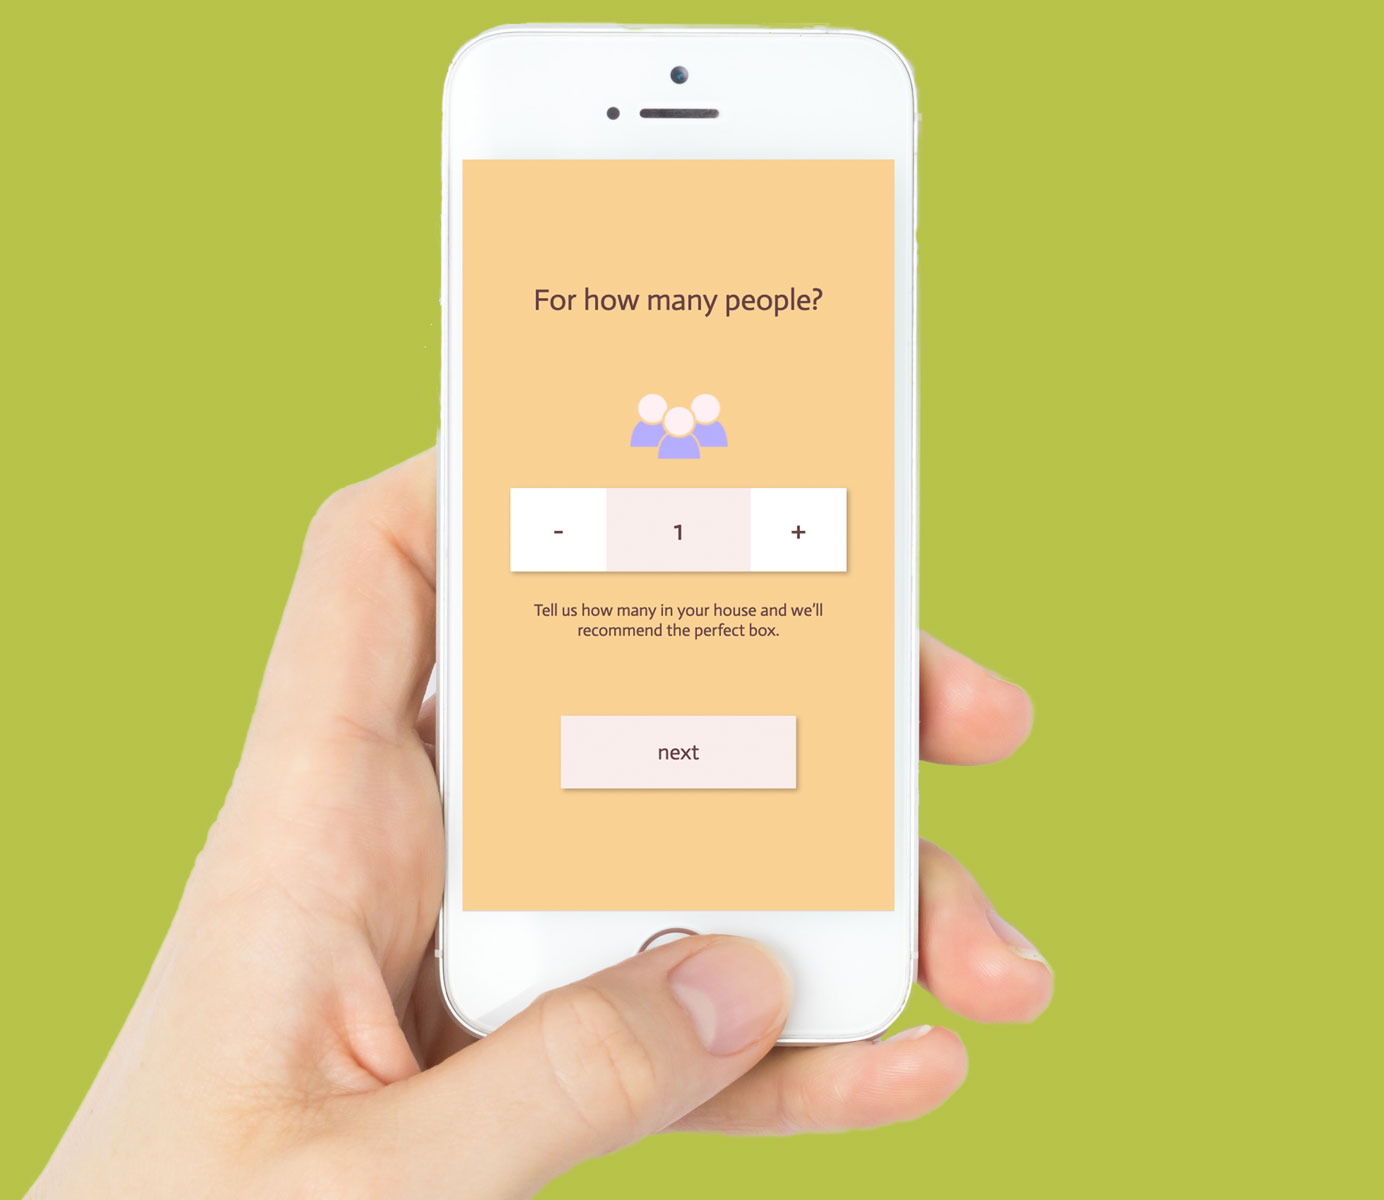 For how many people?
- 1 +
Tell us how many in your house and we’ll
recommend the perfect box.
next